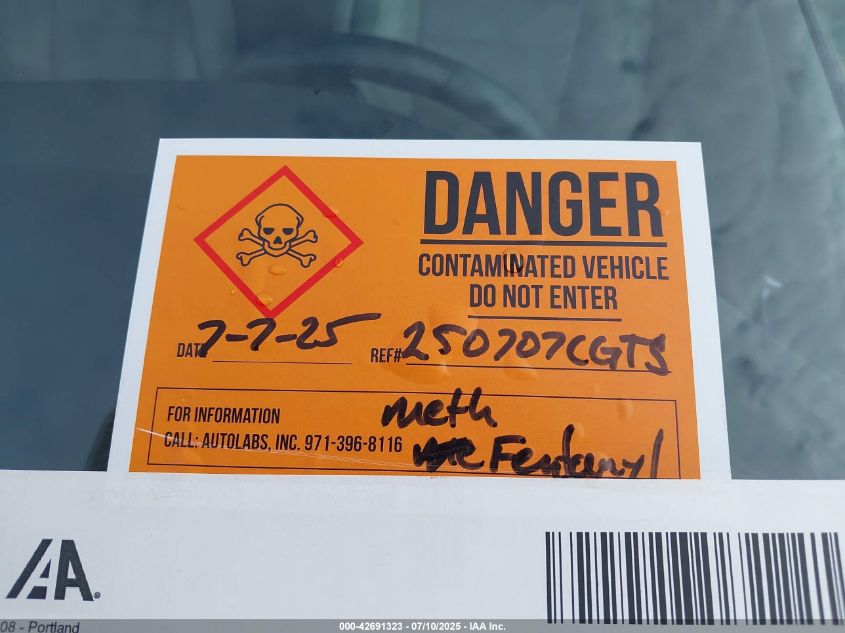 DANGER
CONTAMINATED VEHICLE
DO NOT ENTER
DATE 7-7-25 REF# 250707CGTS
FOR INFORMATION meth
CALL: AUTOLABS, INC. 971-396-8116 Fentanyl
IAA.
08 - Portland
000-42691323 - 07/10/2025 - IAA Inc.